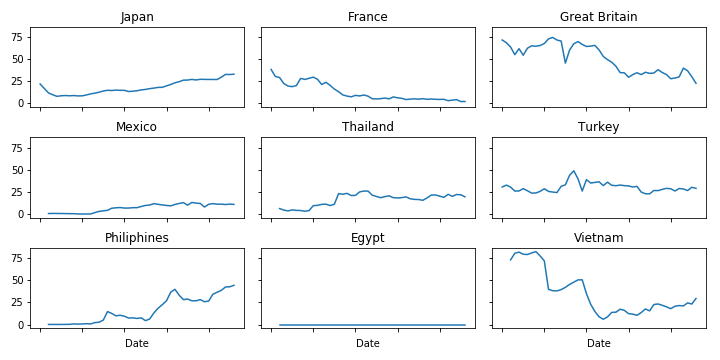 Japan
France
Great Britain
75
50
25
0
Mexico
Thailand
Turkey
75
50
25
0
Philiphines
Egypt
Vietnam
75
50
25
0
Date
Date
Date